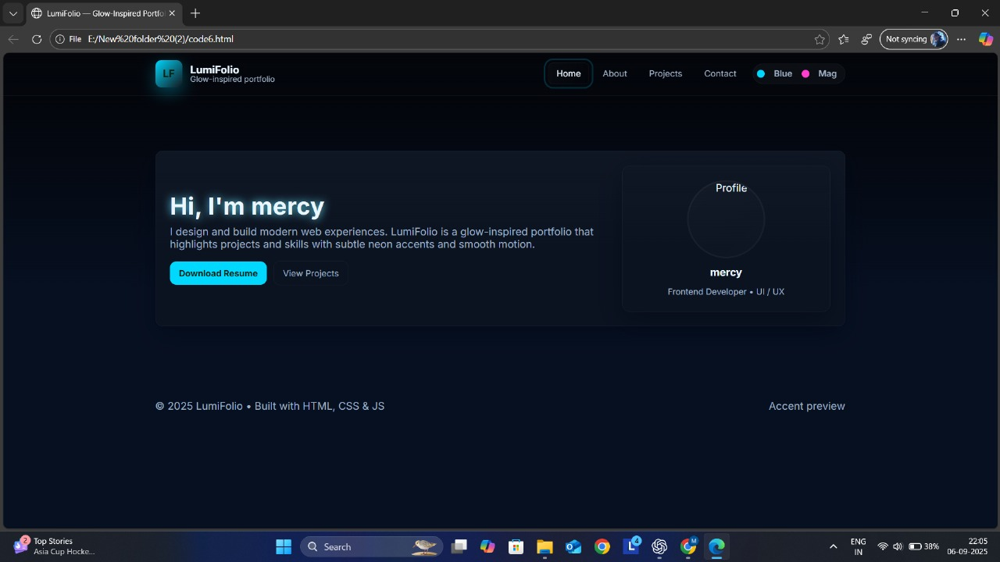 LumiFolio — Glow-Inspired Portfo
File E:/New%20folder%20(2)/code6.html
Not syncing
LF
LumiFolio
Glow-inspired portfolio
Home
About
Projects
Contact
Blue
Mag
Hi, I'm mercy
I design and build modern web experiences. LumiFolio is a glow-inspired portfolio that
highlights projects and skills with subtle neon accents and smooth motion.
Download Resume
View Projects
Profile
mercy
Frontend Developer • UI / UX
© 2025 LumiFolio • Built with HTML, CSS & JS
Accent preview
2
Top Stories
Asia Cup Hocke...
Search
L
4
M
ENG
IN
38%
22:05
06-09-2025